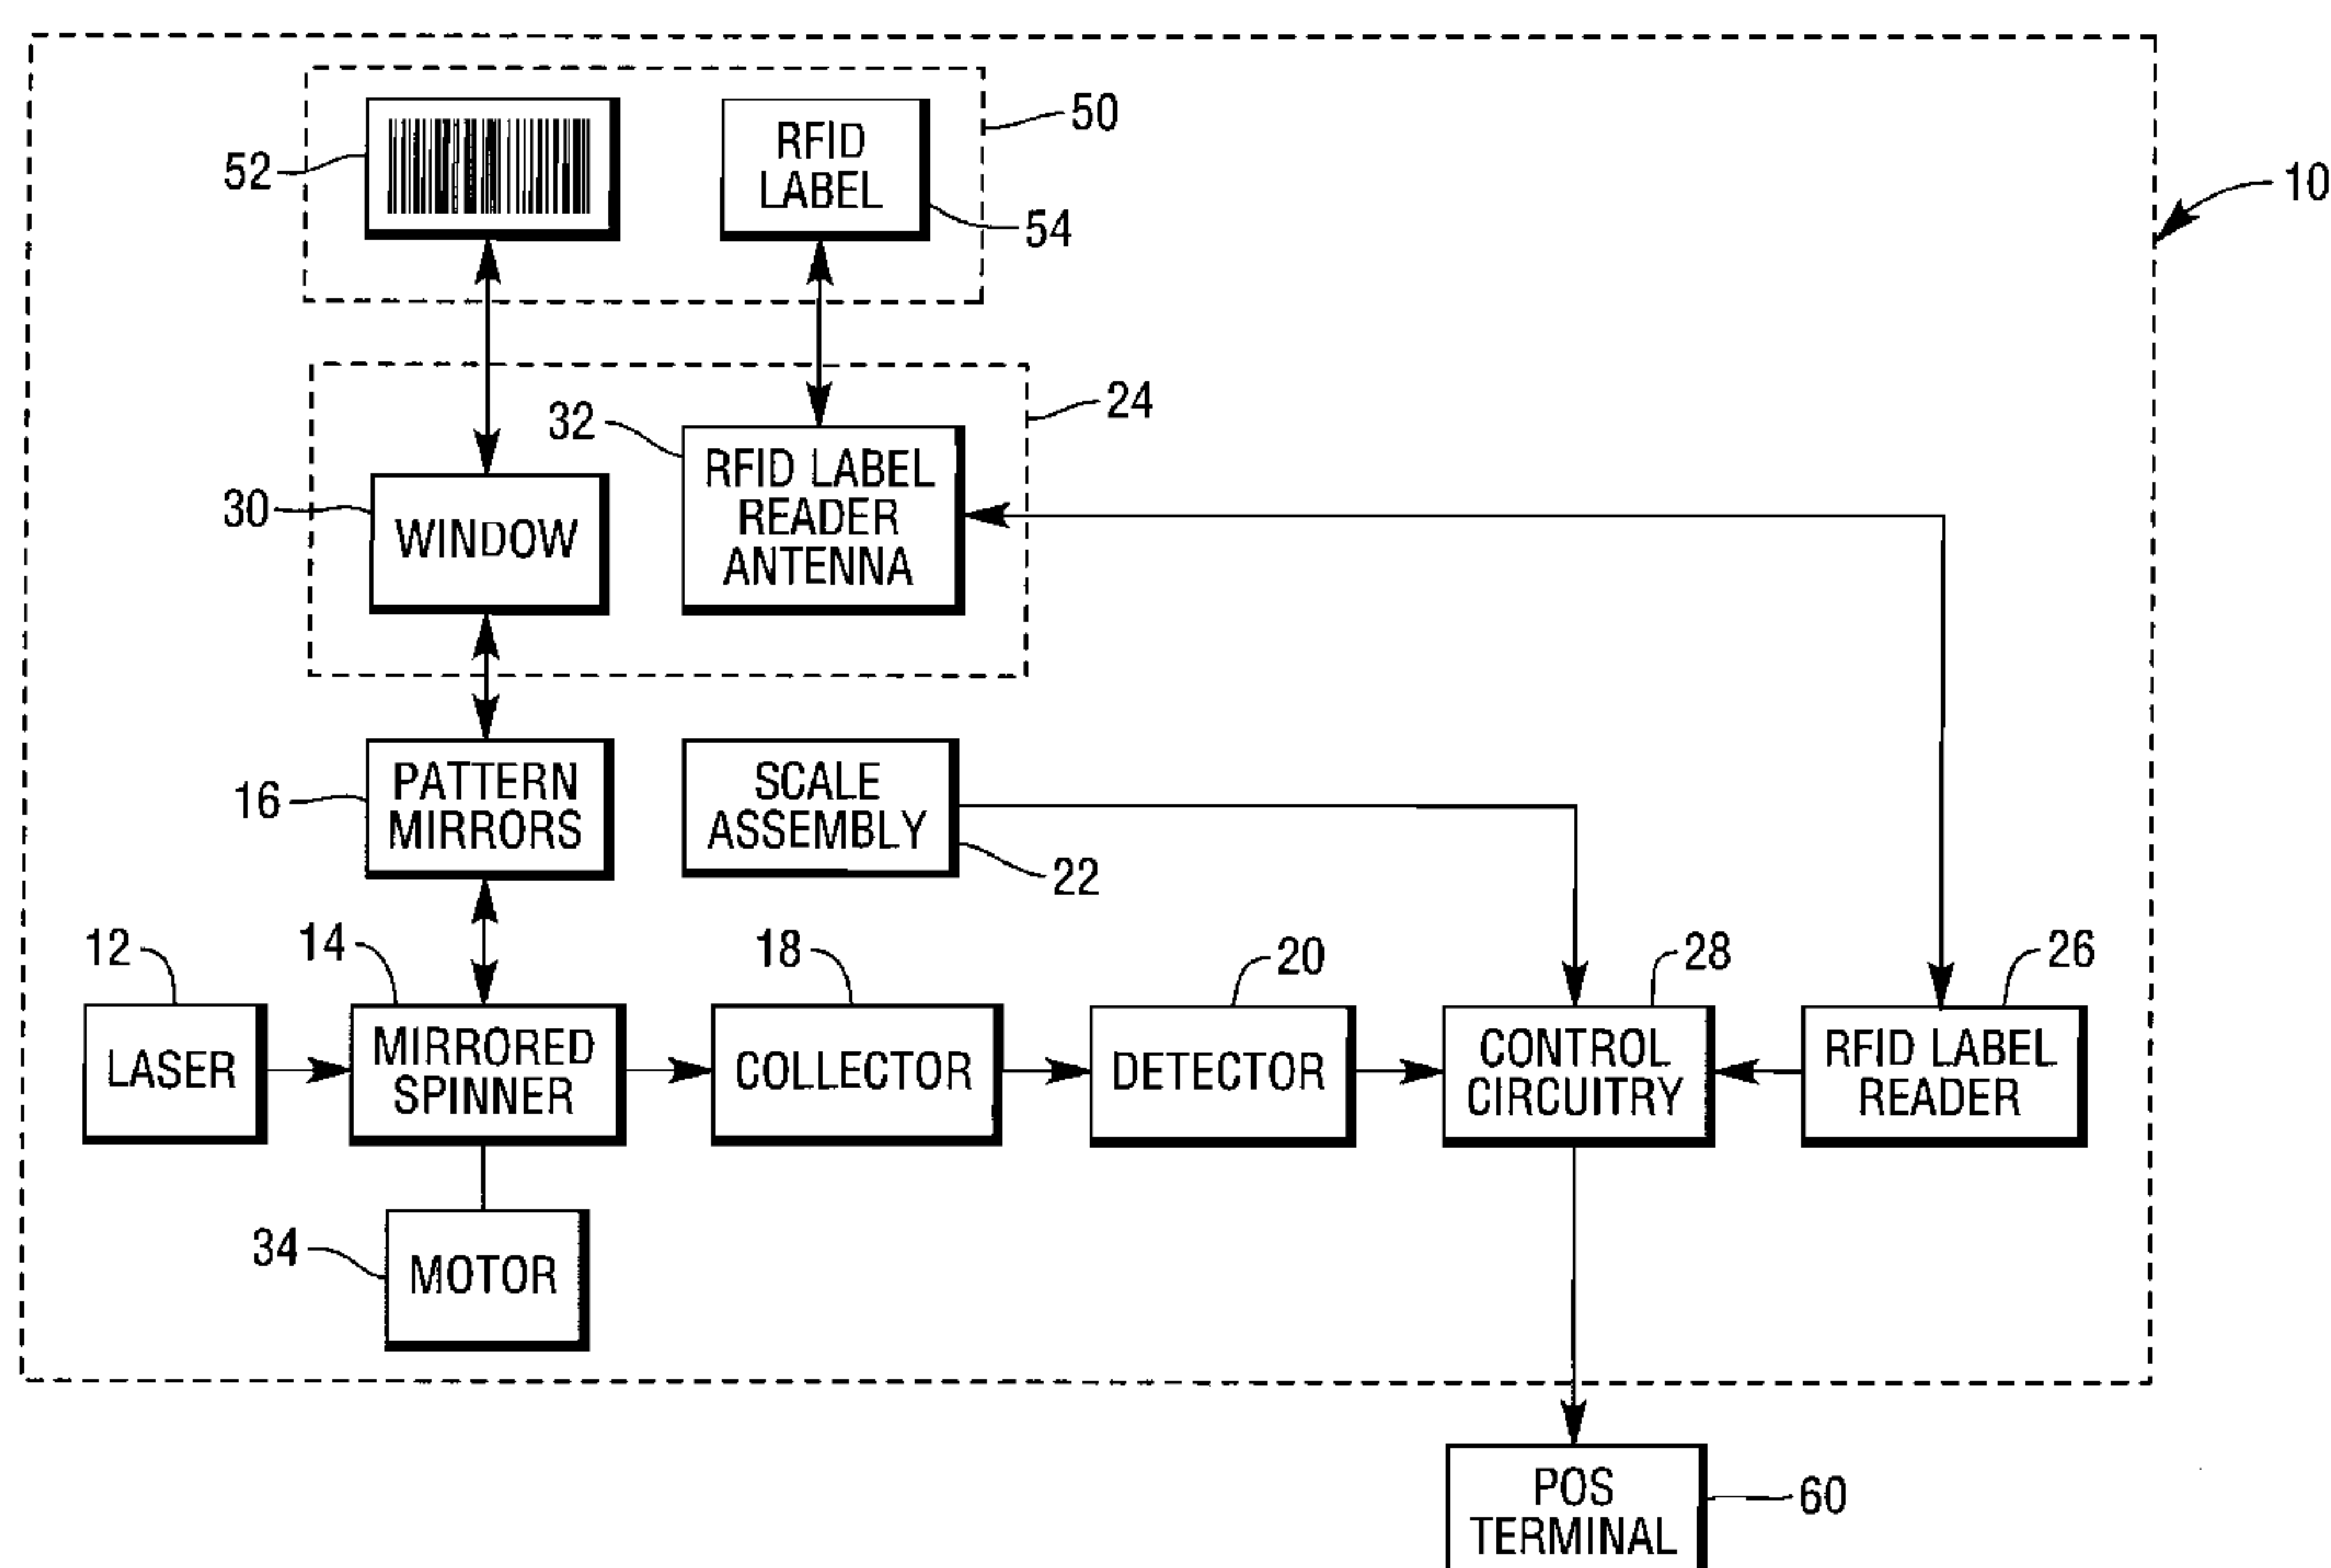 50
RFID
LABEL
52
10
54
24
32
RFID LABEL
READER
ANTENNA
30
WINDOW
PATTERN
MIRRORS
16
SCALE
ASSEMBLY
22
12
14
18
20
28
26
LASER
MIRRORED
SPINNER
COLLECTOR
DETECTOR
CONTROL
CIRCUITRY
RFID LABEL
READER
34
MOTOR
POS
TERMINAL
60